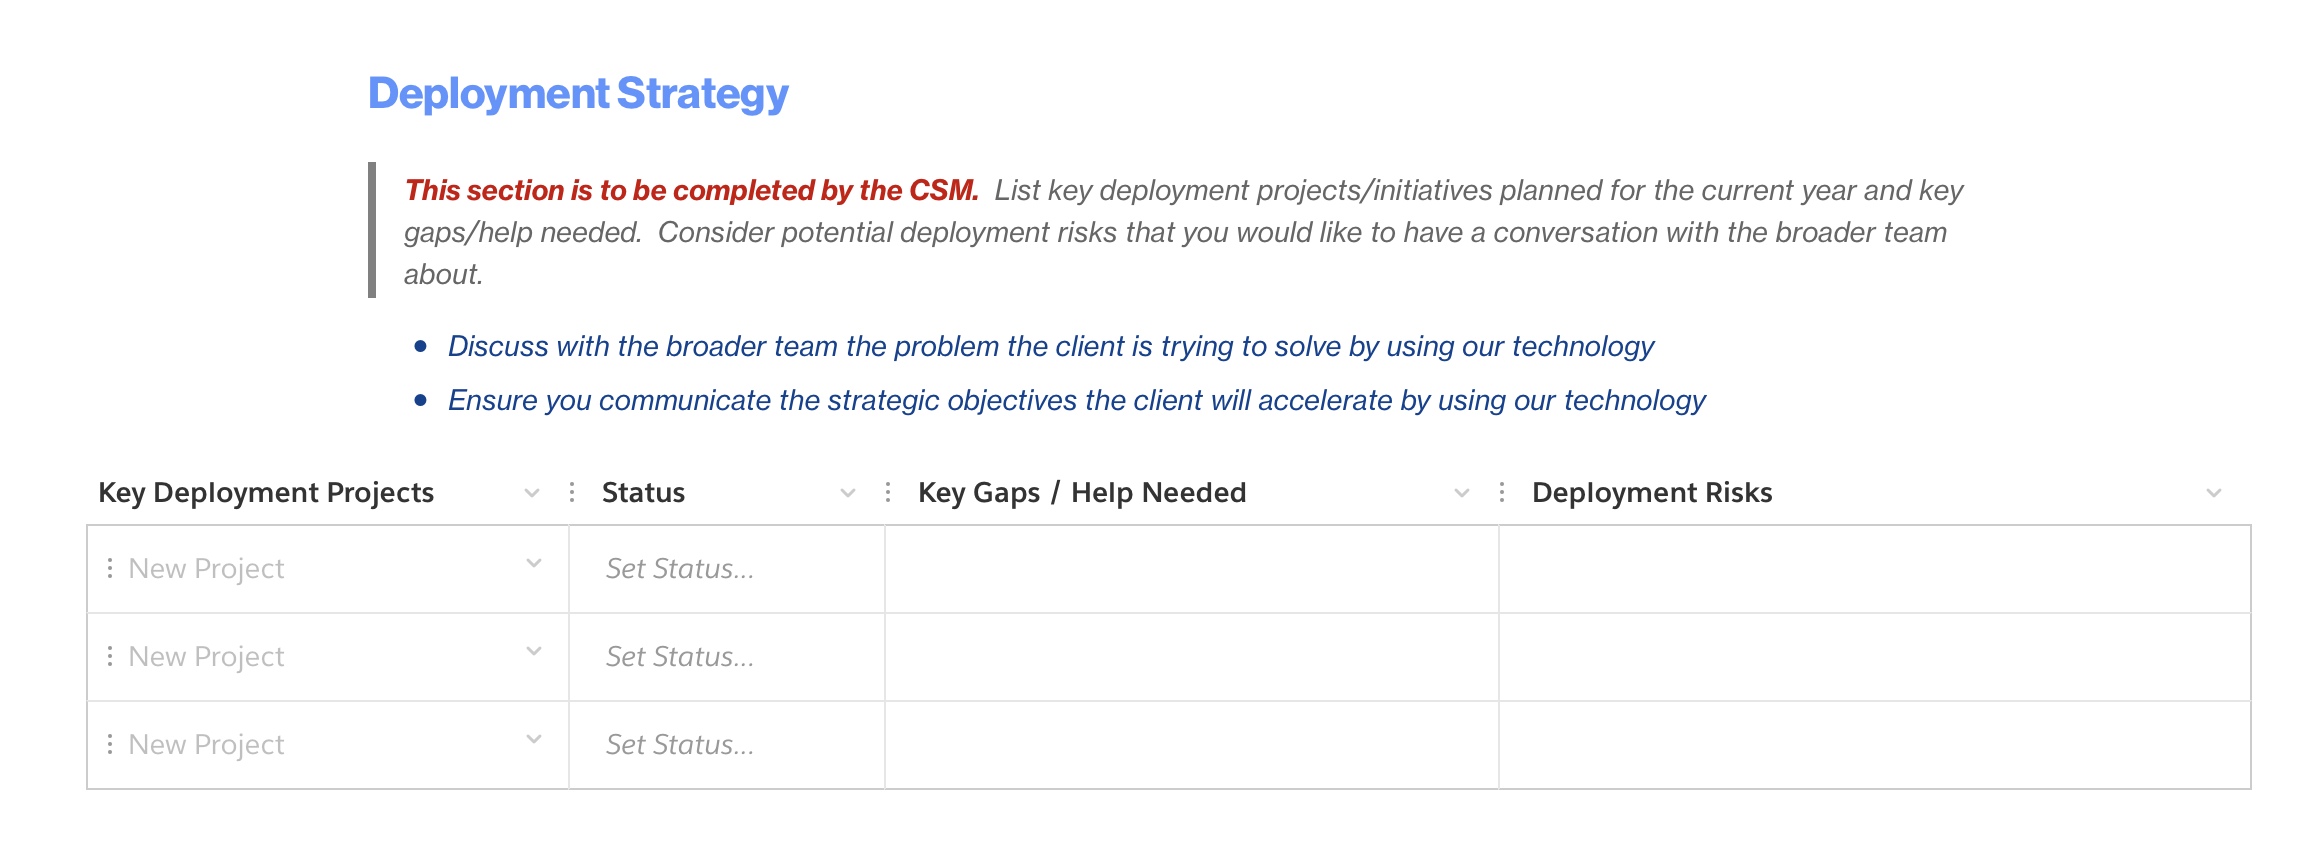 Deployment Strategy
This section is to be completed by the CSM.  List key deployment projects/initiatives planned for the current year and key
gaps/help needed.  Consider potential deployment risks that you would like to have a conversation with the broader team
about.
• Discuss with the broader team the problem the client is trying to solve by using our technology
• Ensure you communicate the strategic objectives the client will accelerate by using our technology
Key Deployment Projects Status Key Gaps / Help Needed Deployment Risks
New Project Set Status...
New Project Set Status...
New Project Set Status...